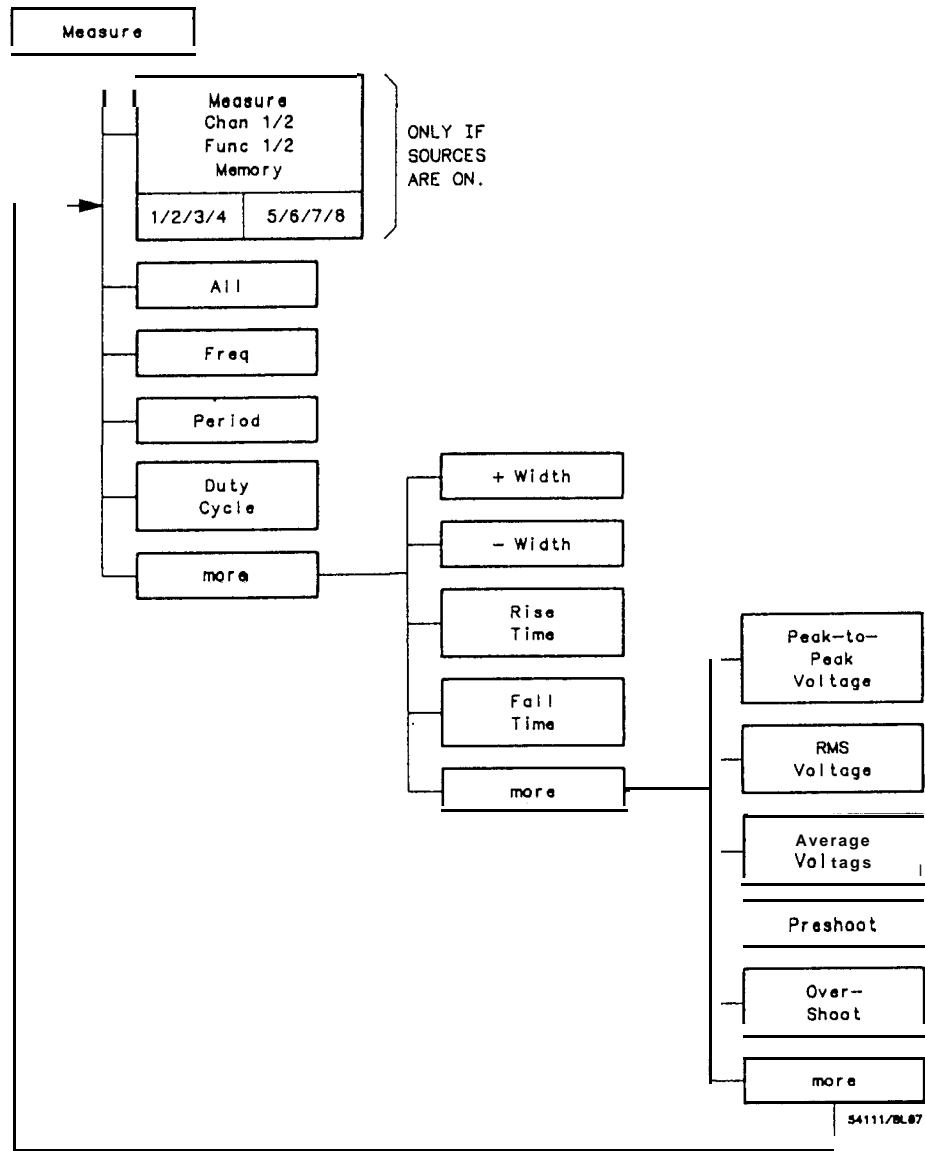 Measure
Measure
Chan 1/2
Func 1/2
Memory
1/2/3/4
5/6/7/8
ONLY IF
SOURCES
ARE ON.
All
Freq
Period
Duty
Cycle
more
+ Width
- Width
Rise
Time
Fall
Time
more
Peak-to-
Peak
Voltage
RMS
Voltage
Average
Voltags
Preshoot
Over-
Shoot
more
54111/BL07